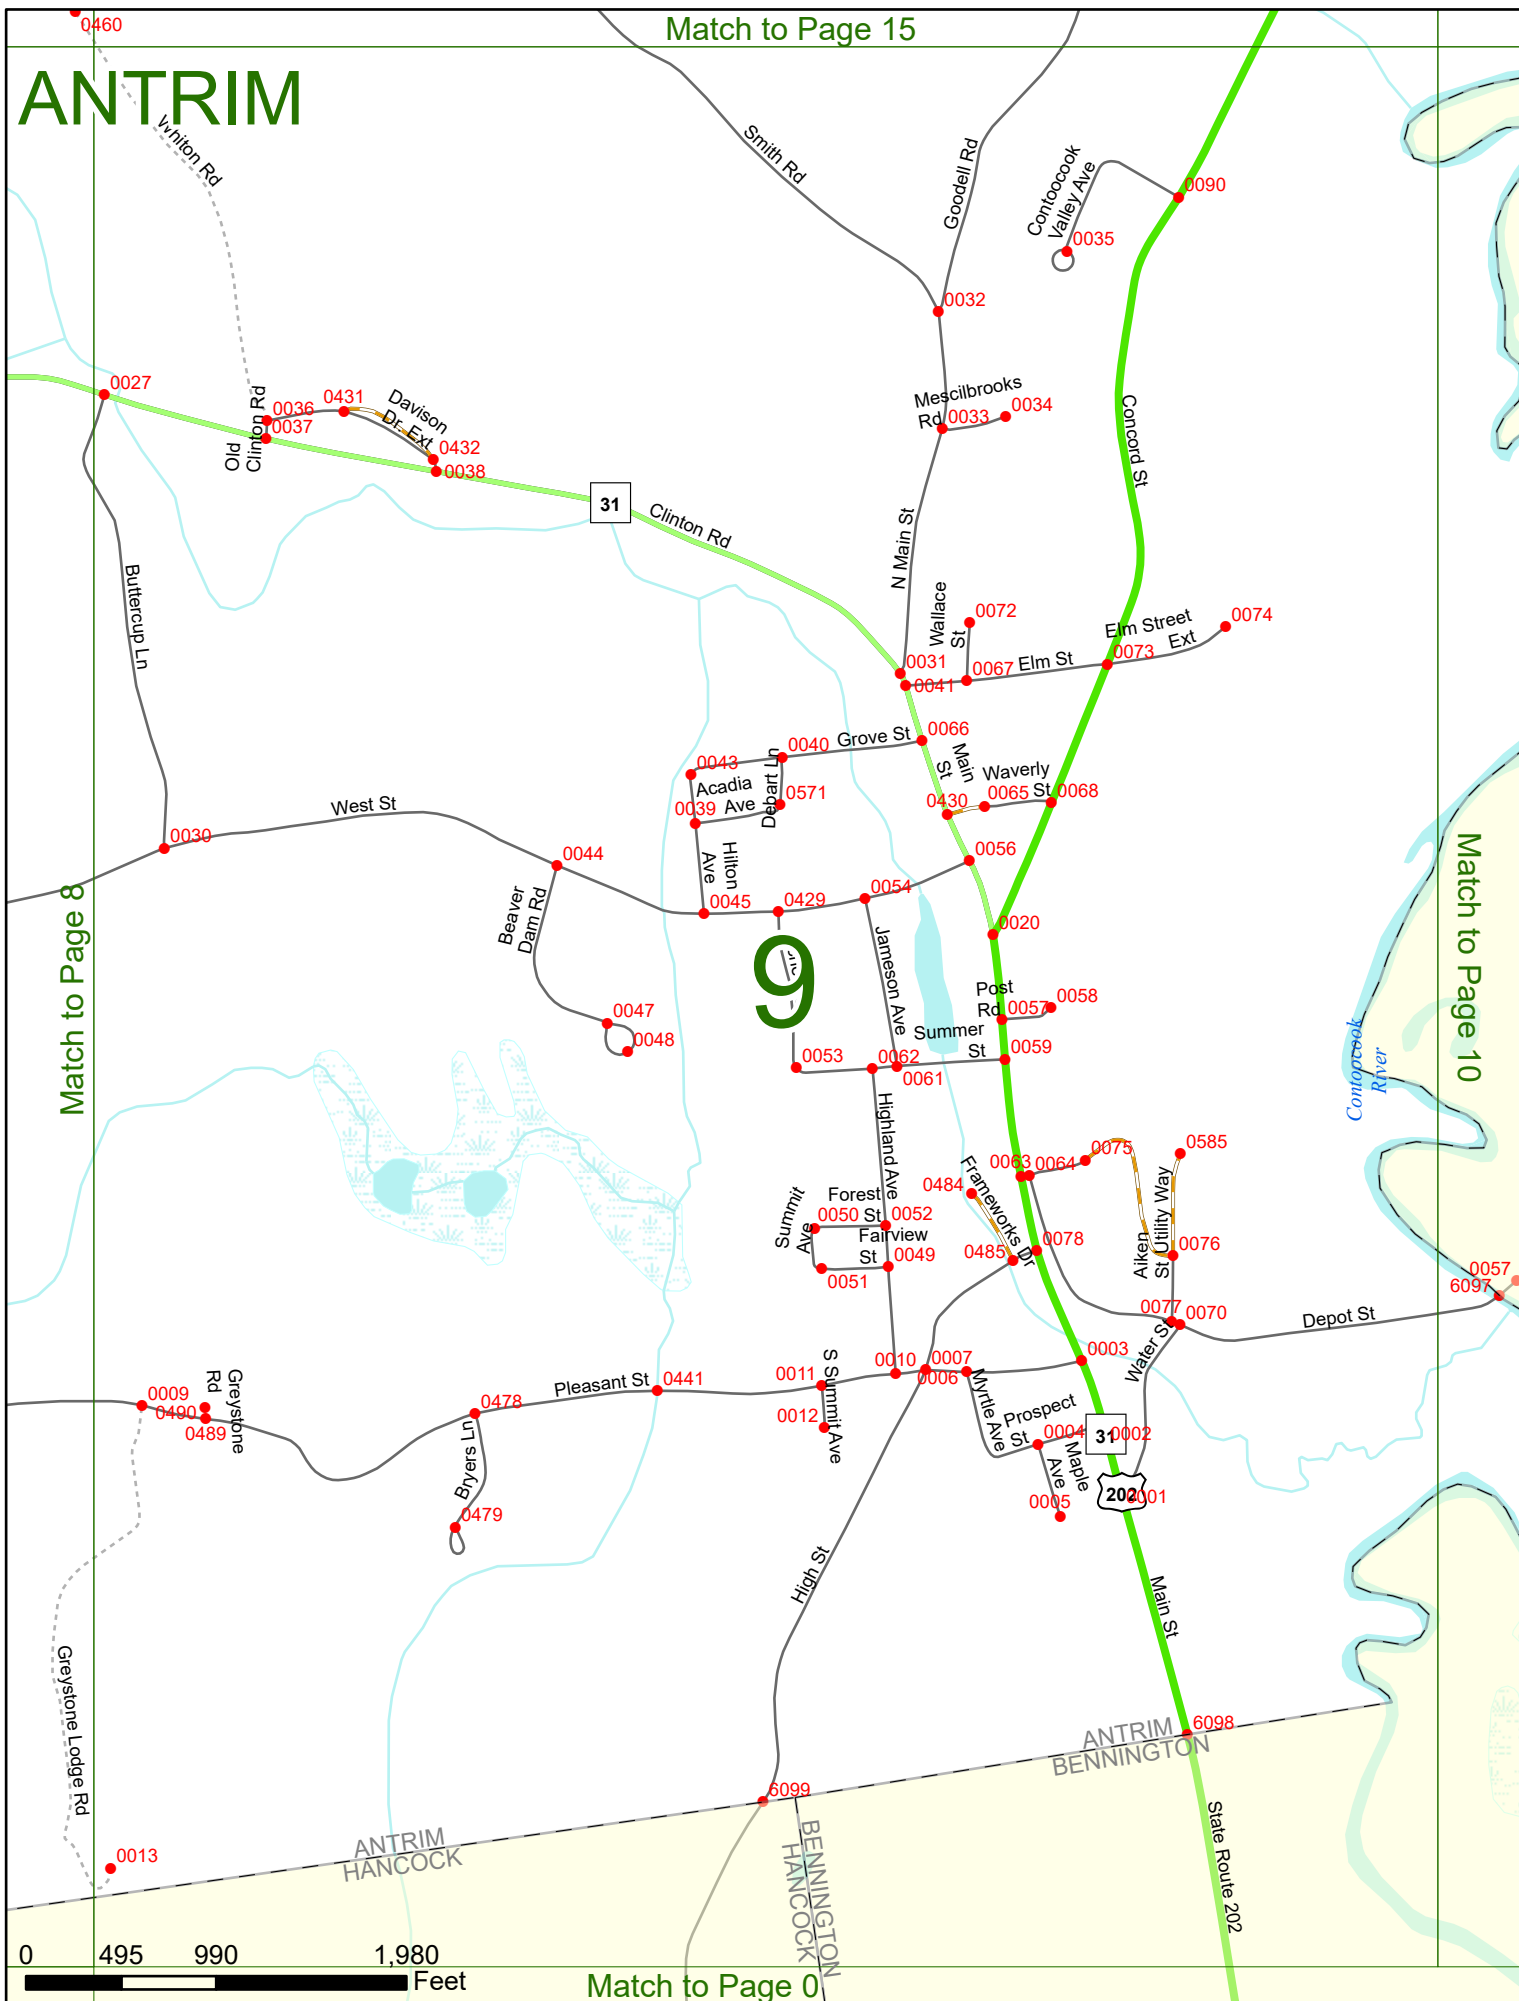 Match to Page 15
0460
ANTRIM
Whiton Rd
Smith Rd
Goodell Rd
Contoocook
Valley Ave
0090
0035
0032
0027
Old
Clinton Rd
0036
0037
0431
Davison
Dr. Ext
0432
0038
Mescilbrooks
Rd
0033
0034
Concord St
31
Clinton Rd
N Main St
Buttercup Ln
Wallace
St
0072
Elm Street
Ext
0074
0073
0031
0067
Elm St
0041
0066
Grove St
0040
0043
Main
St
Acadia
Ave
Debart Ln
0571
Waverly
St
0065
0068
0430
0039
West St
0030
0044
Hilton
Ave
0056
0054
0045
0429
0020
Match to Page 8
Match to Page 10
Beaver
Dam Rd
9
Jameson Ave
Post
Rd
0057
0058
0047
0048
Summer
St
0059
0053
0062
0061
Contoocook
River
Highland Ave
0063
0064
0075
0585
0484
Frameworks Dr
Summit
Ave
Forest
St
0050
0052
Fairview
St
0049
0051
0485
0078
Aiken
St
Utility Way
0076
0057
6097
0077
0070
Depot St
Water St
0003
0007
0010
0006
0011
S Summit Ave
0012
Pleasant St
0441
0009
Greystone
Rd
0490
0489
0478
Bryers Ln
0479
Myrtle Ave
Prospect
St
0004
31
0002
Maple
Ave
0005
202
0001
High St
Main St
Greystone Lodge Rd
6098
ANTRIM
BENNINGTON
6099
ANTRIM
HANCOCK
BENNINGTON
HANCOCK
0013
State Route 202
0 495 990 1,980
Feet
Match to Page 0